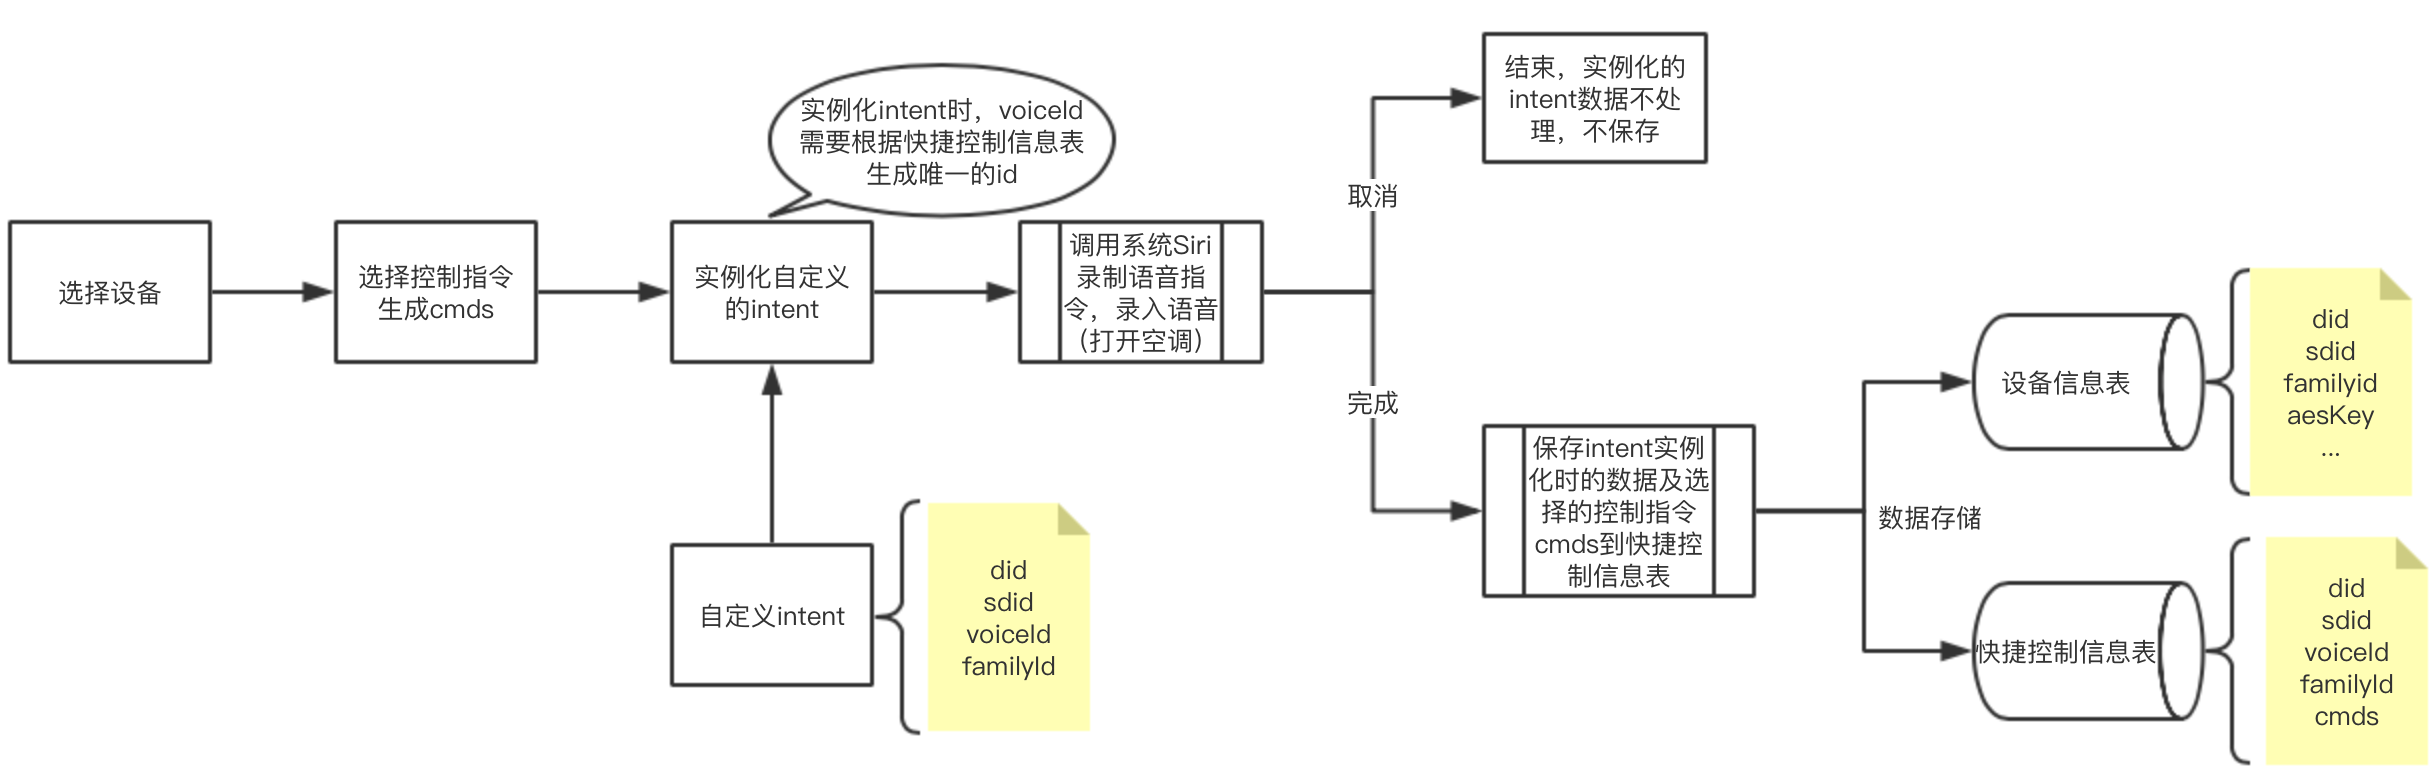 选择设备
选择控制指令
生成cmds
实例化intent时，voiceId
需要根据快捷控制信息表
生成唯一的id
实例化自定义
的intent
自定义intent
did
sdid
voiceId
familyId
调用系统Siri
录制语音指
令，录入语音
（打开空调）
取消
结束，实例化的
intent数据不处
理，不保存
完成
保存intent实例
化时的数据及选
择的控制指令
cmds到快捷控
制信息表
数据存储
设备信息表
did
sdid
familyid
aesKey
...
快捷控制信息表
did
sdid
voiceId
familyId
cmds